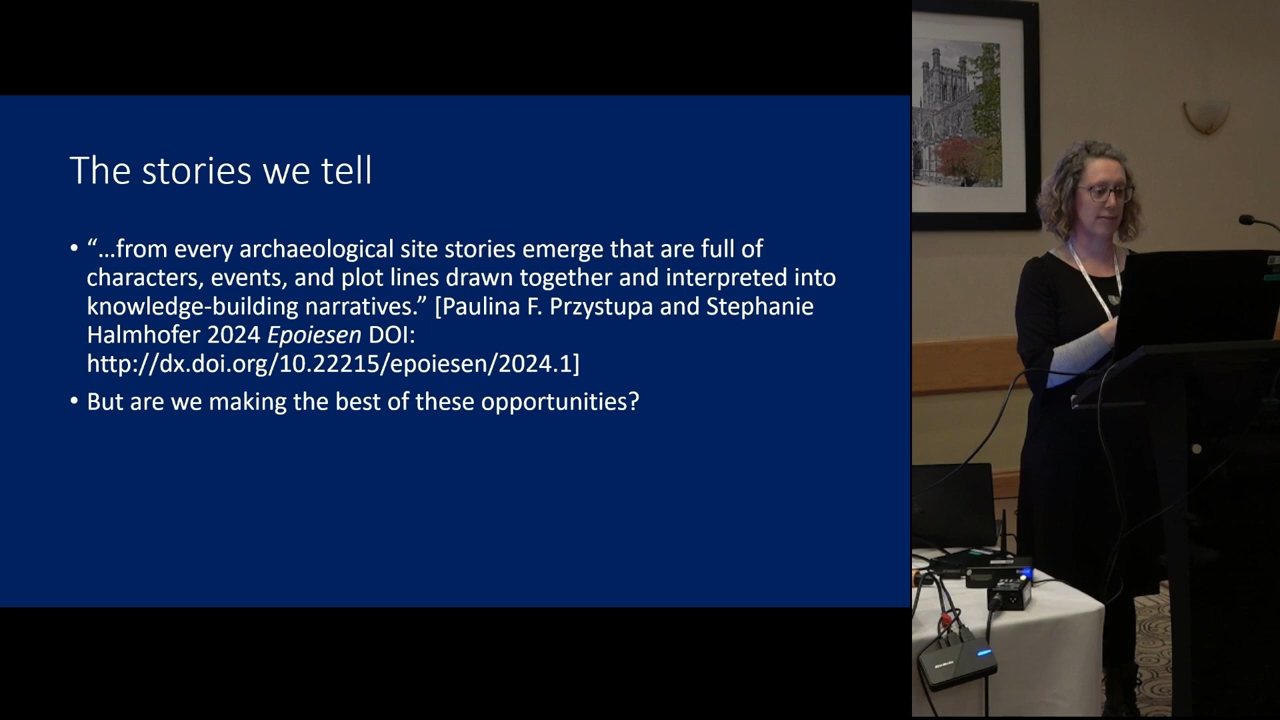 The stories we tell
• “…from every archaeological site stories emerge that are full of
characters, events, and plot lines drawn together and interpreted into
knowledge-building narratives.” [Paulina F. Przystupa and Stephanie
Halmhofer 2024 Epoiesen DOI:
http://dx.doi.org/10.22215/epoiesen/2024.1]
• But are we making the best of these opportunities?